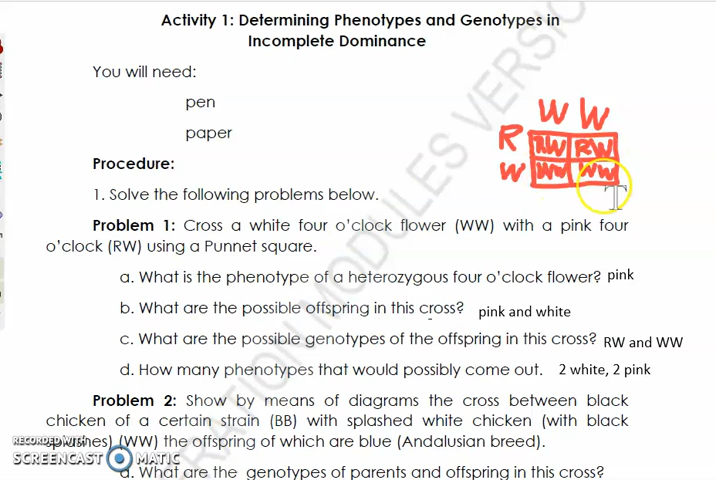 Activity 1: Determining Phenotypes and Genotypes in
Incomplete Dominance
You will need:
pen
paper
W W
R RW RW
W WW WW
Procedure:
1. Solve the following problems below.
Problem 1: Cross a white four o'clock flower (WW) with a pink four
o'clock (RW) using a Punnet square.
a. What is the phenotype of a heterozygous four o'clock flower? pink
b. What are the possible offspring in this cross? pink and white
c. What are the possible genotypes of the offspring in this cross? RW and WW
d. How many phenotypes that would possibly come out. 2 white, 2 pink
Problem 2: Show by means of diagrams the cross between black
chicken of a certain strain (BB) with splashed white chicken (with black
(WW) the offspring of which are blue (Andalusian breed).
RECORDED WITH
SCREENCAST MATIC
a. What are the genotypes of parents and offspring in this cross?
RATION MODULES VERSIO